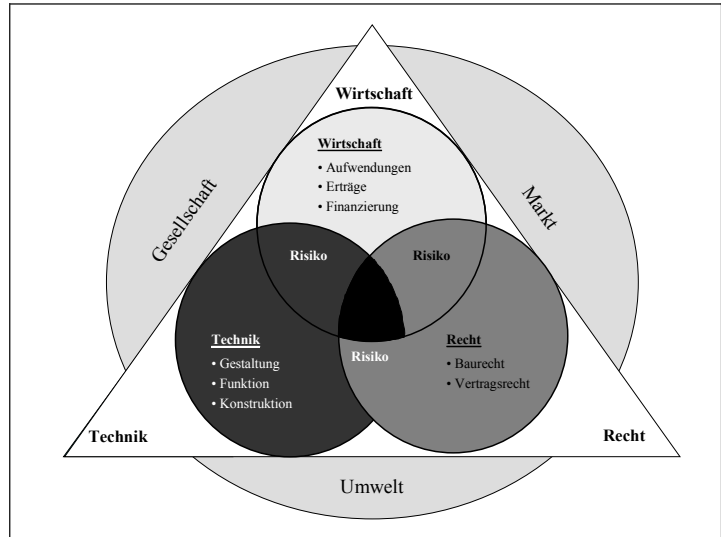 Wirtschaft
Wirtschaft
• Aufwendungen
• Erträge
• Finanzierung
Gesellschaft
Markt
Risiko
Risiko
Technik
• Gestaltung
• Funktion
• Konstruktion
Risiko
Recht
• Baurecht
• Vertragsrecht
Technik
Recht
Umwelt